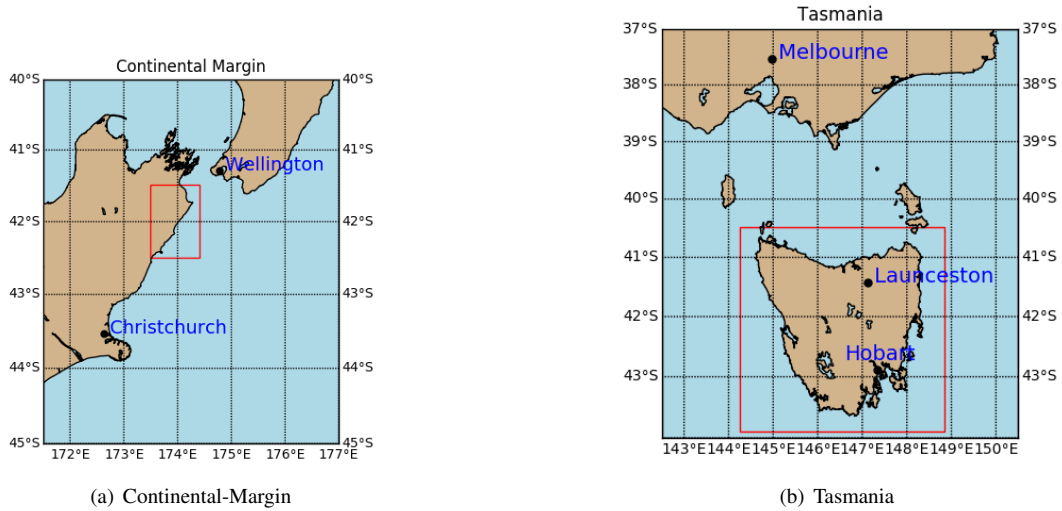 Continental Margin
40°S
40°S
41°S
41°S
Wellington
42°S
42°S
43°S
43°S
Christchurch
44°S
44°S
45°S
45°S
172°E
173°E
174°E
175°E
176°E
177°E
(a) Continental-Margin
Tasmania
37°S
37°S
Melbourne
38°S
38°S
39°S
39°S
40°S
40°S
41°S
41°S
Launceston
42°S
42°S
Hobart
43°S
43°S
143°E
144°E
145°E
146°E
147°E
148°E
149°E
150°E
(b) Tasmania